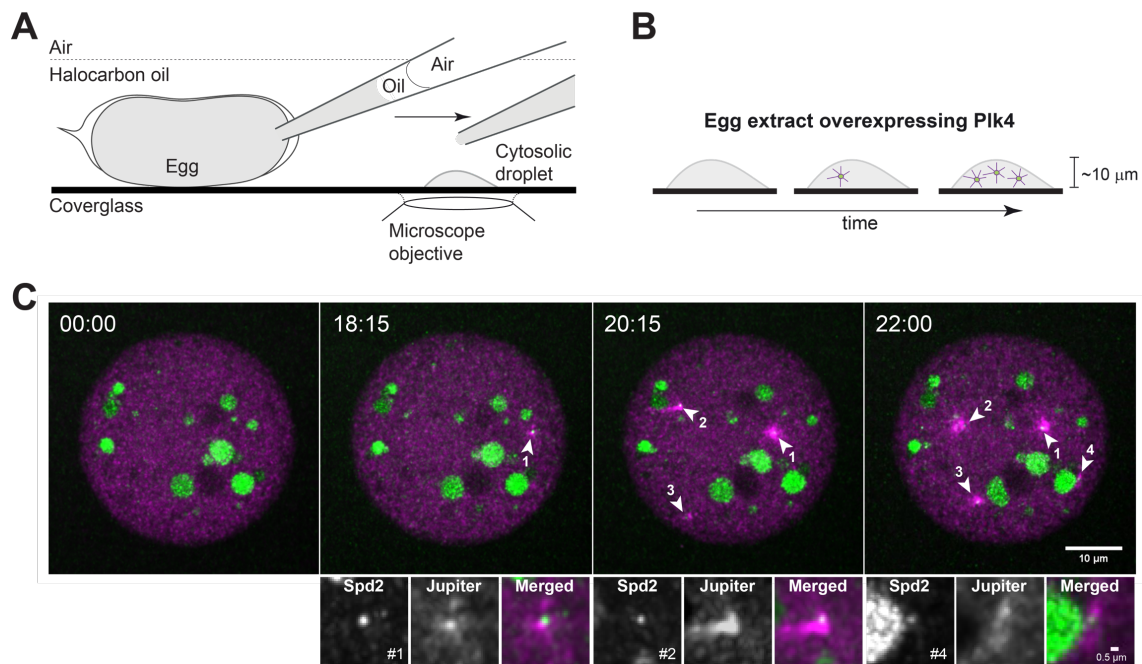 A
Air
Halocarbon oil
Oil
Air
Egg
Cytosolic
droplet
Coverglass
Microscope
objective
B
Egg extract overexpressing Plk4
~10 μm
time
C
00:00
18:15
20:15
22:00
1
2
1
3
2
1
4
3
10 μm
Spd2
Jupiter
Merged
Spd2
Jupiter
Merged
Spd2
Jupiter
Merged
#1
#2
#4
0.5 μm